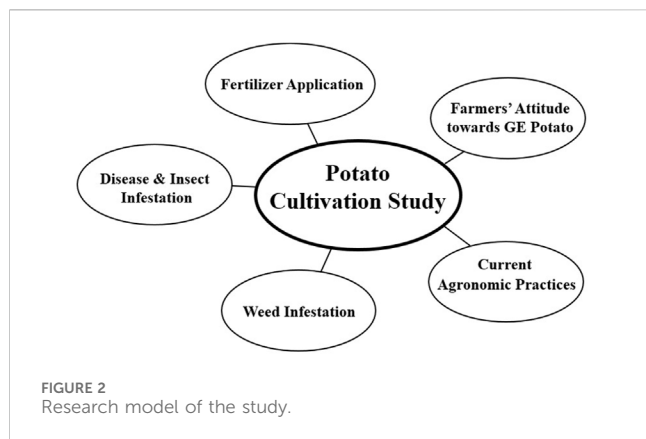 Fertilizer Application
Farmers' Attitude
towards GE Potato
Disease & Insect
Infestation
Potato
Cultivation Study
Current
Agronomic Practices
Weed Infestation
FIGURE 2
Research model of the study.